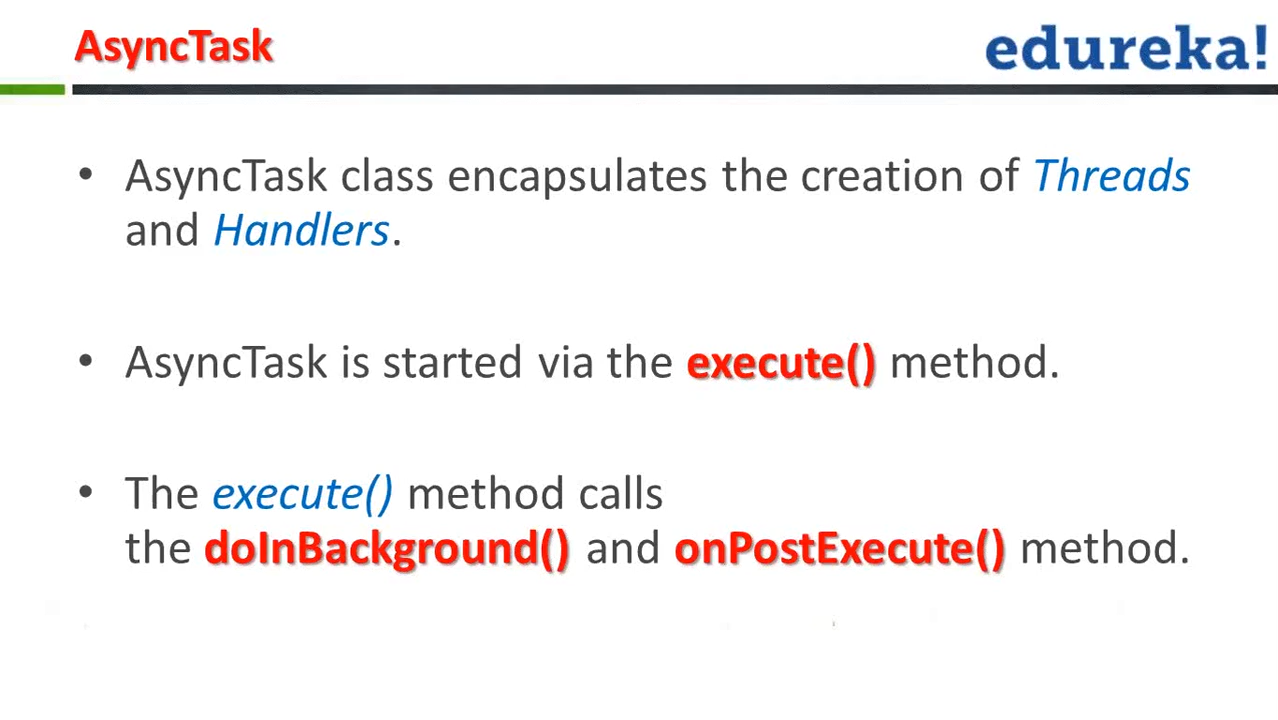 AsyncTask
edureka!
• AsyncTask class encapsulates the creation of Threads
and Handlers.
• AsyncTask is started via the execute() method.
• The execute() method calls
the doInBackground() and onPostExecute() method.